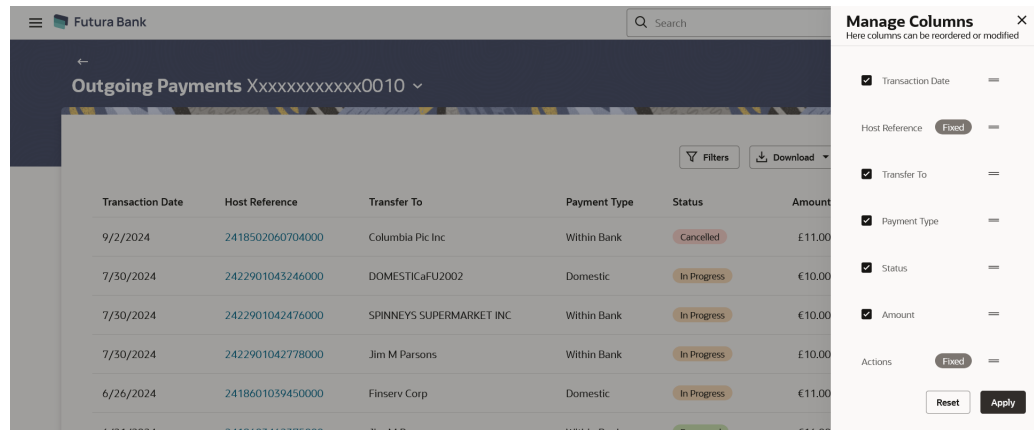 Futura Bank
Search
Manage Columns
Here columns can be reordered or modified
Outgoing Payments Xxxxxxxxxxxx0010
Filters
Download
Transaction Date Host Reference Transfer To Payment Type Status Amount
9/2/2024 2418502060704000 Columbia Pic Inc Within Bank Cancelled £11.00
7/30/2024 2422901043246000 DOMESTICaFU2002 Domestic In Progress €10.00
7/30/2024 2422901042476000 SPINNEYS SUPERMARKET INC Within Bank In Progress €10.00
7/30/2024 2422901042778000 Jim M Parsons Within Bank In Progress £10.00
6/26/2024 2418601039450000 Finserv Corp Domestic In Progress €11.00
Transaction Date
Host Reference Fixed
Transfer To
Payment Type
Status
Amount
Actions Fixed
Reset Apply